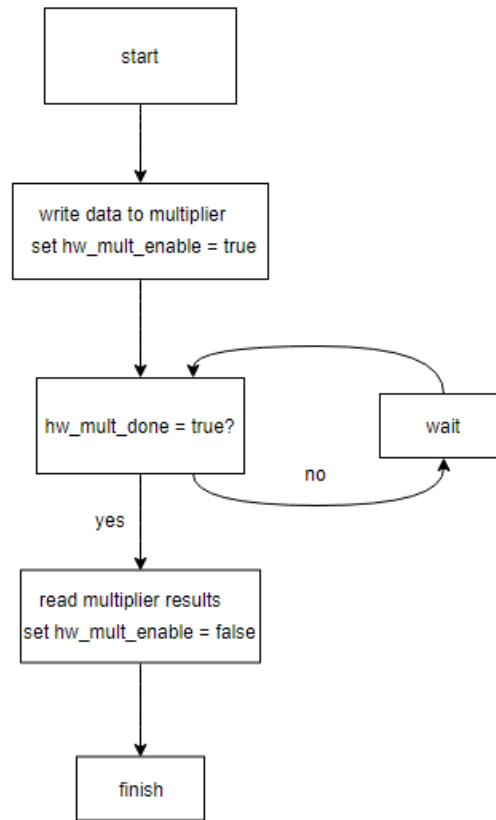 start
write data to multiplier
set hw_mult_enable = true
hw_mult_done = true?
wait
no
yes
read multiplier results
set hw_mult_enable = false
finish